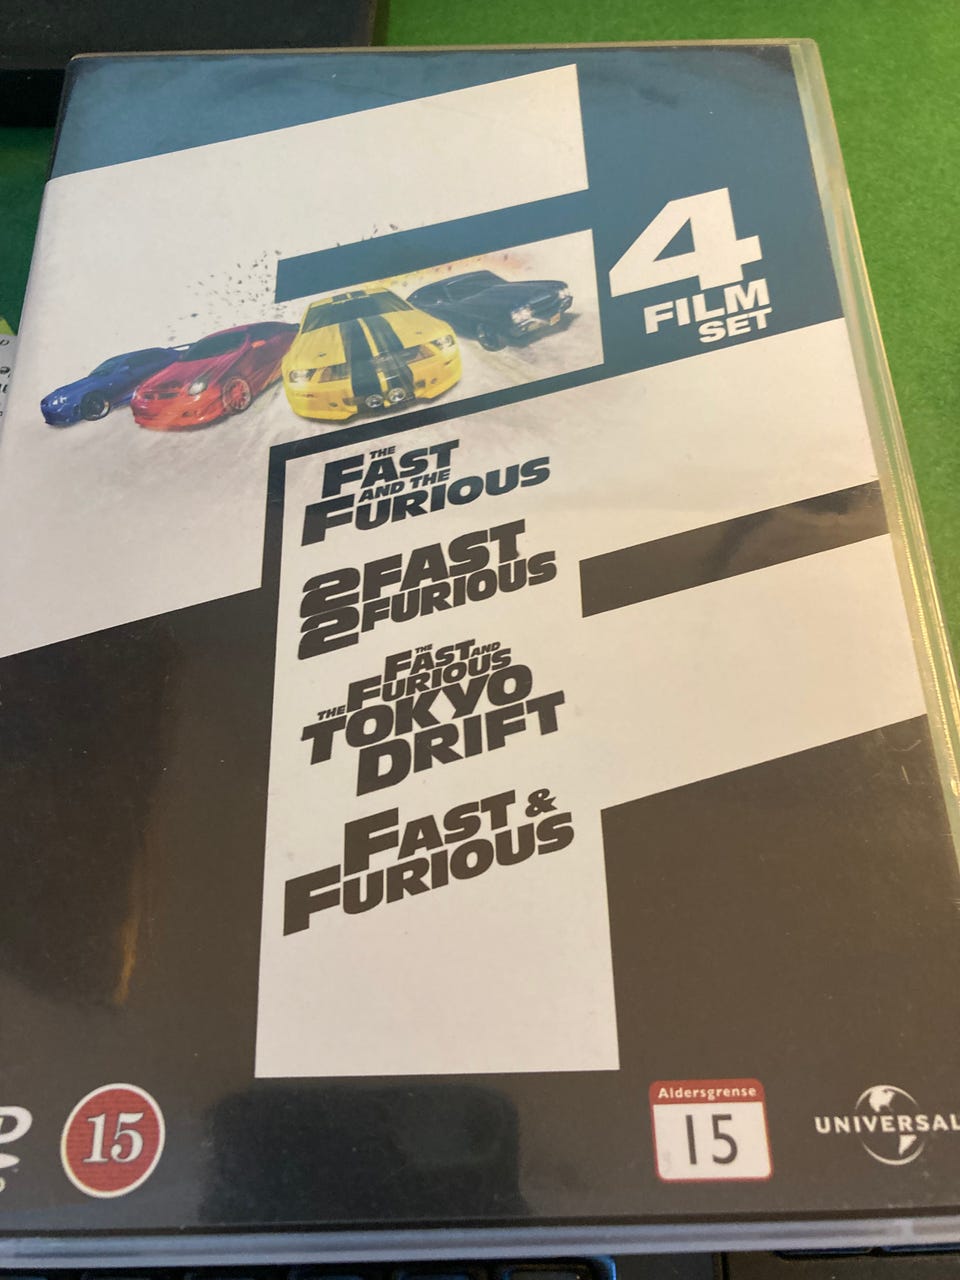 4
FILM
SET
THE
FAST
AND THE
FURIOUS
2 FAST
2 FURIOUS
THE
FAST AND
THE FURIOUS
TOKYO
DRIFT
FAST &
FURIOUS
15
Aldersgrense
15
UNIVERSAL